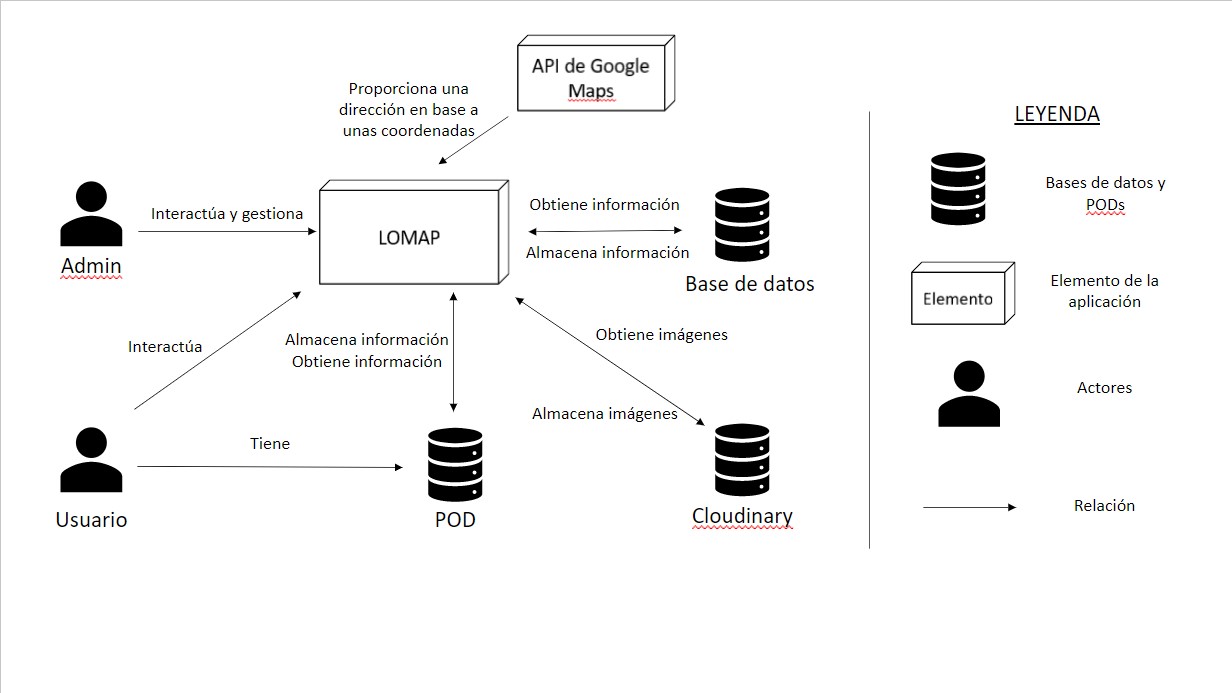 API de Google
Maps
Proporciona una
dirección en base a
unas coordenadas
LEYENDA
Bases de datos y
PODs
Interactúa y gestiona
LOMAP
Obtiene información
Almacena información
Admin
Base de datos
Elemento
Elemento de la
aplicación
Interactúa
Almacena información
Obtiene información
Obtiene imágenes
Almacena imágenes
Actores
Tiene
Usuario
POD
Cloudinary
Relación